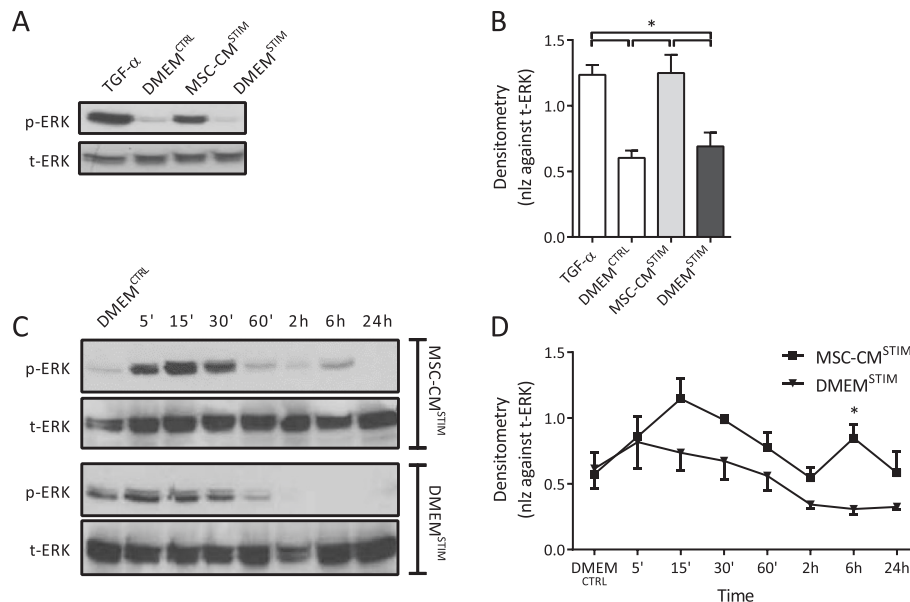 A
TGF-α
DMEM^CTRL
MSC-CM^STIM
DMEM^STIM
p-ERK
t-ERK
B
*
Densitometry
(nlz against t-ERK)
1.5
1.0
0.5
0.0
TGF-α
DMEM^CTRL
MSC-CM^STIM
DMEM^STIM
C
DMEM^CTRL
5' 15' 30' 60' 2h 6h 24h
p-ERK
t-ERK
MSC-CM^STIM
p-ERK
t-ERK
DMEM^STIM
D
MSC-CM^STIM
DMEM^STIM
*
Densitometry
(nlz against t-ERK)
1.5
1.0
0.5
0.0
DMEM CTRL 5' 15' 30' 60' 2h 6h 24h
Time